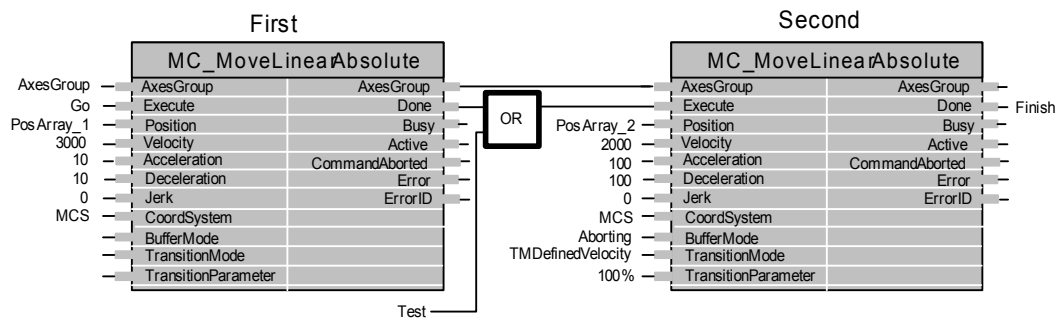 First
Second
MC_MoveLinearAbsolute
MC_MoveLinearAbsolute
AxesGroup AxesGroup AxesGroup AxesGroup AxesGroup
Go Execute Done OR Execute Done Finish
PosArray_1 Position Busy PosArray_2 Position Busy
3000 Velocity Active 2000 Velocity Active
10 Acceleration CommandAborted 100 Acceleration CommandAborted
10 Deceleration Error 100 Deceleration Error
0 Jerk ErrorID 0 Jerk ErrorID
MCS CoordSystem MCS CoordSystem
BufferMode Aborting BufferMode
TransitionMode TMDefinedVelocity TransitionMode
TransitionParameter 100% TransitionParameter
Test